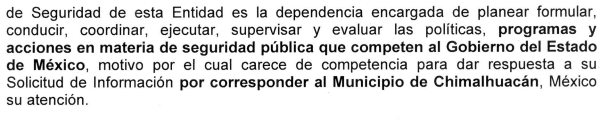 de Seguridad de esta Entidad es la dependencia encargada de planear formular,
conducir, coordinar, ejecutar, supervisar y evaluar las políticas, programas y
acciones en materia de seguridad pública que competen al Gobierno del Estado
de México, motivo por el cual carece de competencia para dar respuesta a su
Solicitud de Información por corresponder al Municipio de Chimalhuacán, México
su atención.